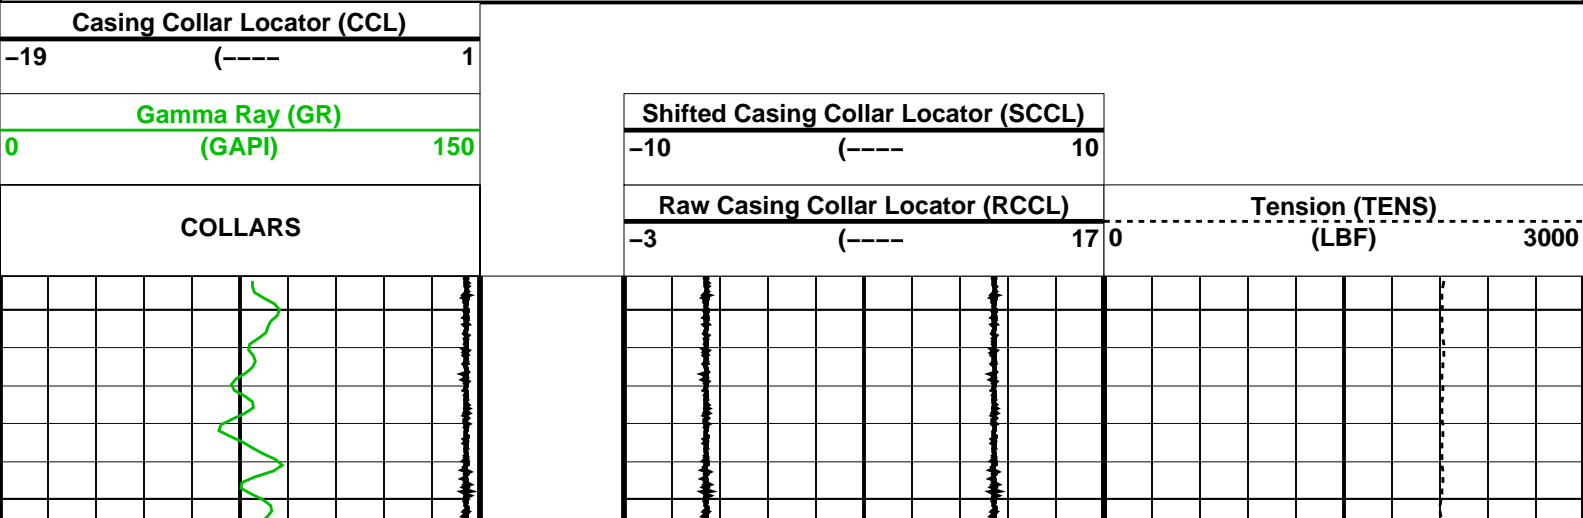 Casing Collar Locator (CCL)
−19 (−−−− 1
Gamma Ray (GR)
0 (GAPI) 150
COLLARS
Shifted Casing Collar Locator (SCCL)
−10 (−−−− 10
Raw Casing Collar Locator (RCCL)
−3 (−−−− 17
Tension (TENS)
0 (LBF) 3000